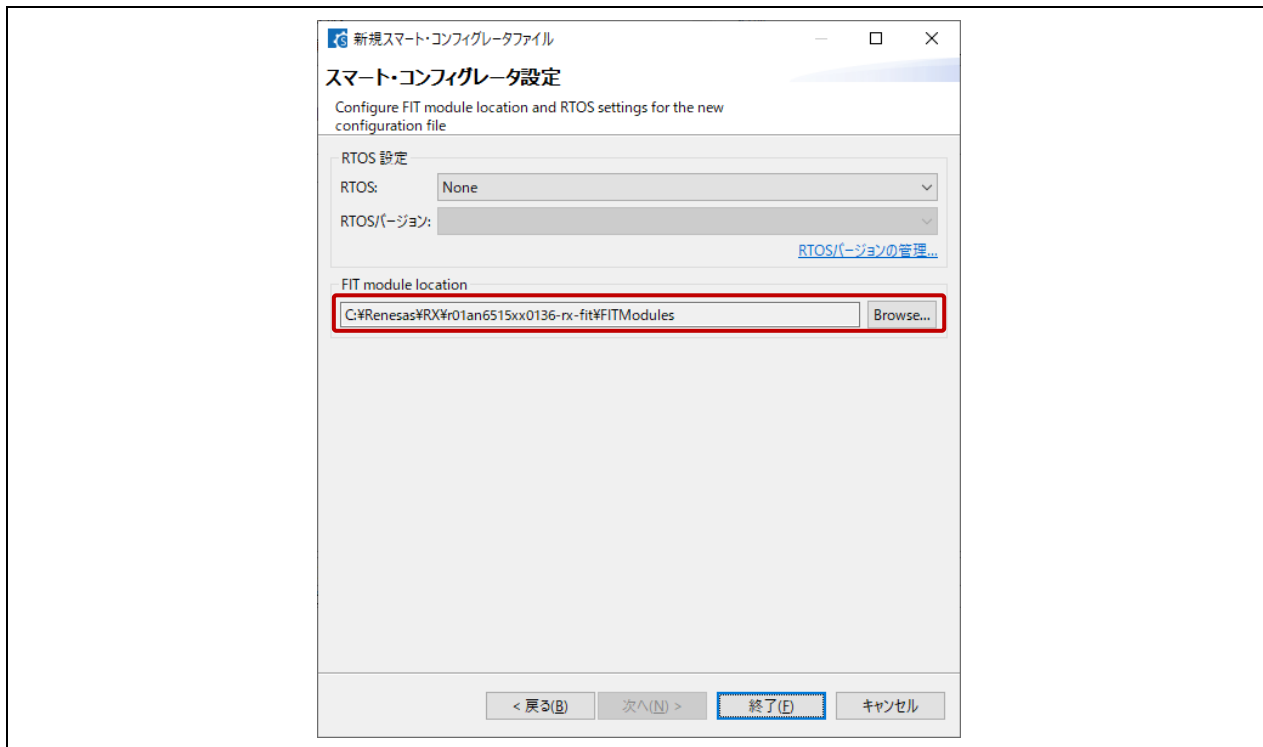 新規スマート・コンフィグレータファイル
スマート・コンフィグレータ設定
Configure FIT module location and RTOS settings for the new
configuration file
RTOS 設定
RTOS: None
RTOSバージョン:
RTOSバージョンの管理...
FIT module location
C:¥Renesas¥RX¥r01an6515xx0136-rx-fit¥FITModules Browse...
< 戻る(B) 次へ(N) > 終了(F) キャンセル